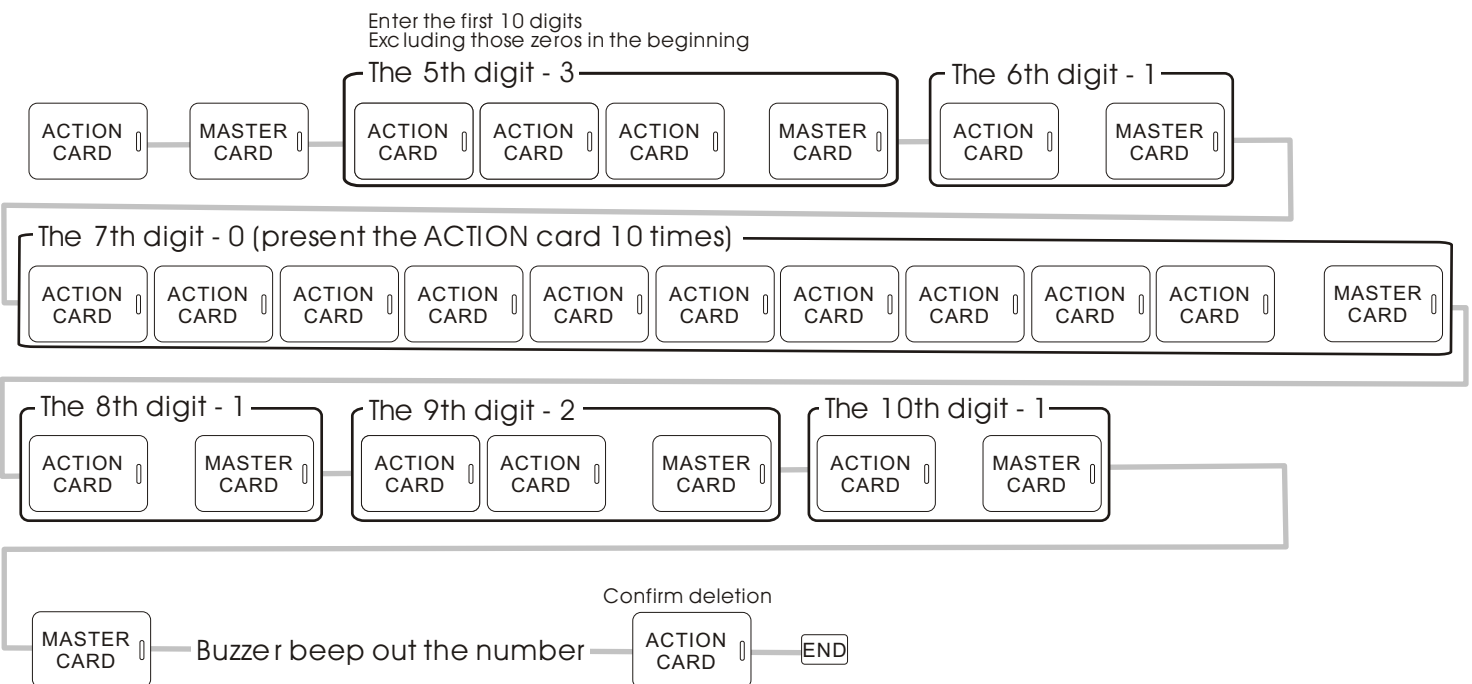 Enter the first 10 digits
Excluding those zeros in the beginning
The 5th digit - 3
The 6th digit - 1
ACTION CARD
MASTER CARD
ACTION CARD
ACTION CARD
ACTION CARD
MASTER CARD
ACTION CARD
MASTER CARD
The 7th digit - 0 (present the ACTION card 10 times)
ACTION CARD
ACTION CARD
ACTION CARD
ACTION CARD
ACTION CARD
ACTION CARD
ACTION CARD
ACTION CARD
ACTION CARD
ACTION CARD
MASTER CARD
The 8th digit - 1
The 9th digit - 2
The 10th digit - 1
ACTION CARD
MASTER CARD
ACTION CARD
ACTION CARD
MASTER CARD
ACTION CARD
MASTER CARD
Confirm deletion
MASTER CARD
Buzzer beep out the number
ACTION CARD
END